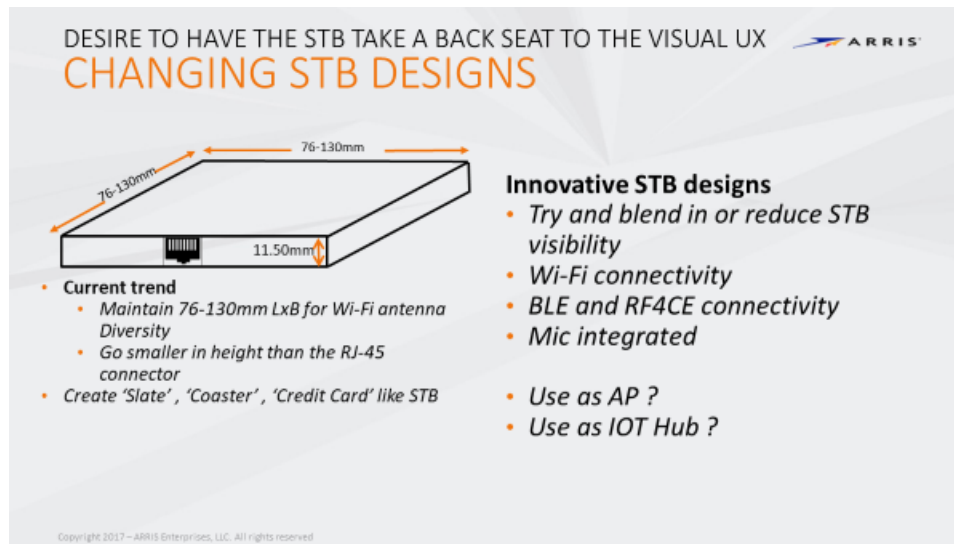 DESIRE TO HAVE THE STB TAKE A BACK SEAT TO THE VISUAL UX
ARRIS
CHANGING STB DESIGNS
76-130mm
76-130mm
11.50mm
• Current trend
• Maintain 76-130mm LxB for Wi-Fi antenna
Diversity
• Go smaller in height than the RJ-45
connector
• Create ‘Slate’ , ‘Coaster’ , ‘Credit Card’ like STB
Innovative STB designs
• Try and blend in or reduce STB
visibility
• Wi-Fi connectivity
• BLE and RF4CE connectivity
• Mic integrated
• Use as AP ?
• Use as IOT Hub ?
Copyright 2017 – ARRIS Enterprises, LLC. All rights reserved